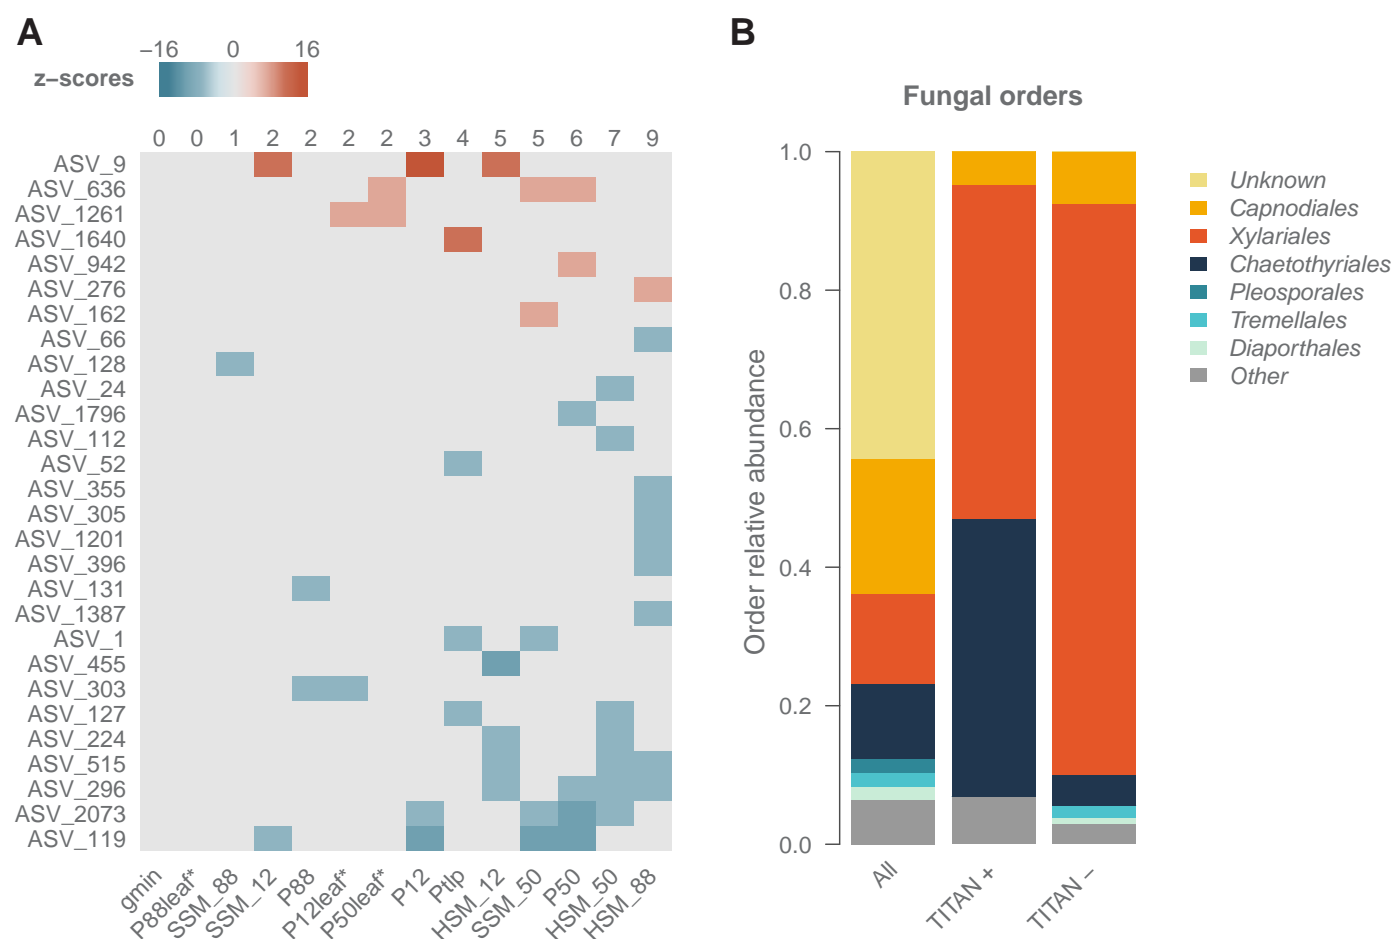 A
−16 0 16
z−scores
0 0 1 2 2 2 2 3 4 5 5 6 7 9
ASV_9
ASV_636
ASV_1261
ASV_1640
ASV_942
ASV_276
ASV_162
ASV_66
ASV_128
ASV_24
ASV_1796
ASV_112
ASV_52
ASV_355
ASV_305
ASV_1201
ASV_396
ASV_131
ASV_1387
ASV_1
ASV_455
ASV_303
ASV_127
ASV_224
ASV_515
ASV_296
ASV_2073
ASV_119
gmin
P88leaf*
SSM_88
SSM_12
P88
P12leaf*
P50leaf*
P12
Ptlp
HSM_12
SSM_50
P50
HSM_50
HSM_88
B
Fungal orders
Order relative abundance
1.0
0.8
0.6
0.4
0.2
0.0
All
TITAN +
TITAN −
Unknown
Capnodiales
Xylariales
Chaetothyriales
Pleosporales
Tremellales
Diaporthales
Other